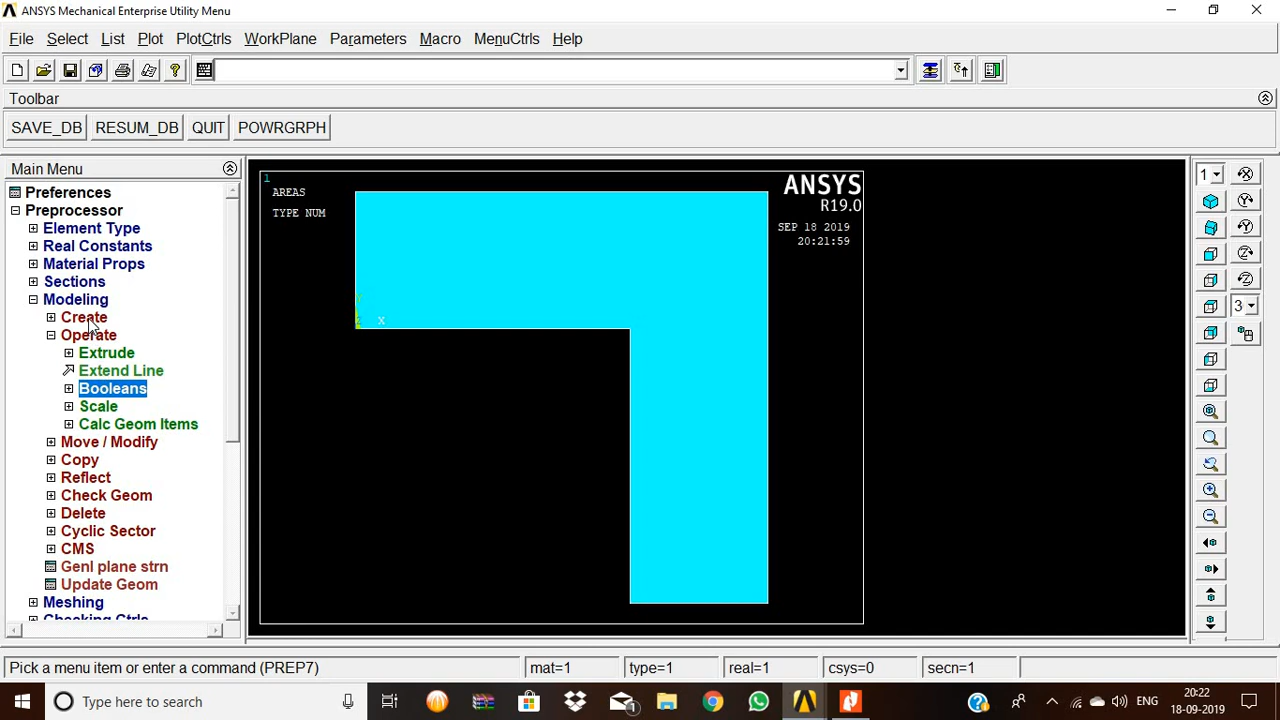 ANSYS Mechanical Enterprise Utility Menu
File Select List Plot PlotCtrls WorkPlane Parameters Macro MenuCtrls Help
Toolbar
SAVE_DB RESUM_DB QUIT POWRGRPH
Main Menu
Preferences
Preprocessor
Element Type
Real Constants
Material Props
Sections
Modeling
Create
Operate
Extrude
Extend Line
Booleans
Scale
Calc Geom Items
Move / Modify
Copy
Reflect
Check Geom
Delete
Cyclic Sector
CMS
Genl plane strn
Update Geom
Meshing
Checking Ctrls
1
AREAS
TYPE NUM
ANSYS
R19.0
SEP 18 2019
20:21:59
X
1
3
Pick a menu item or enter a command (PREP7) mat=1 type=1 real=1 csys=0 secn=1
Type here to search
1
ENG
20:22
18-09-2019